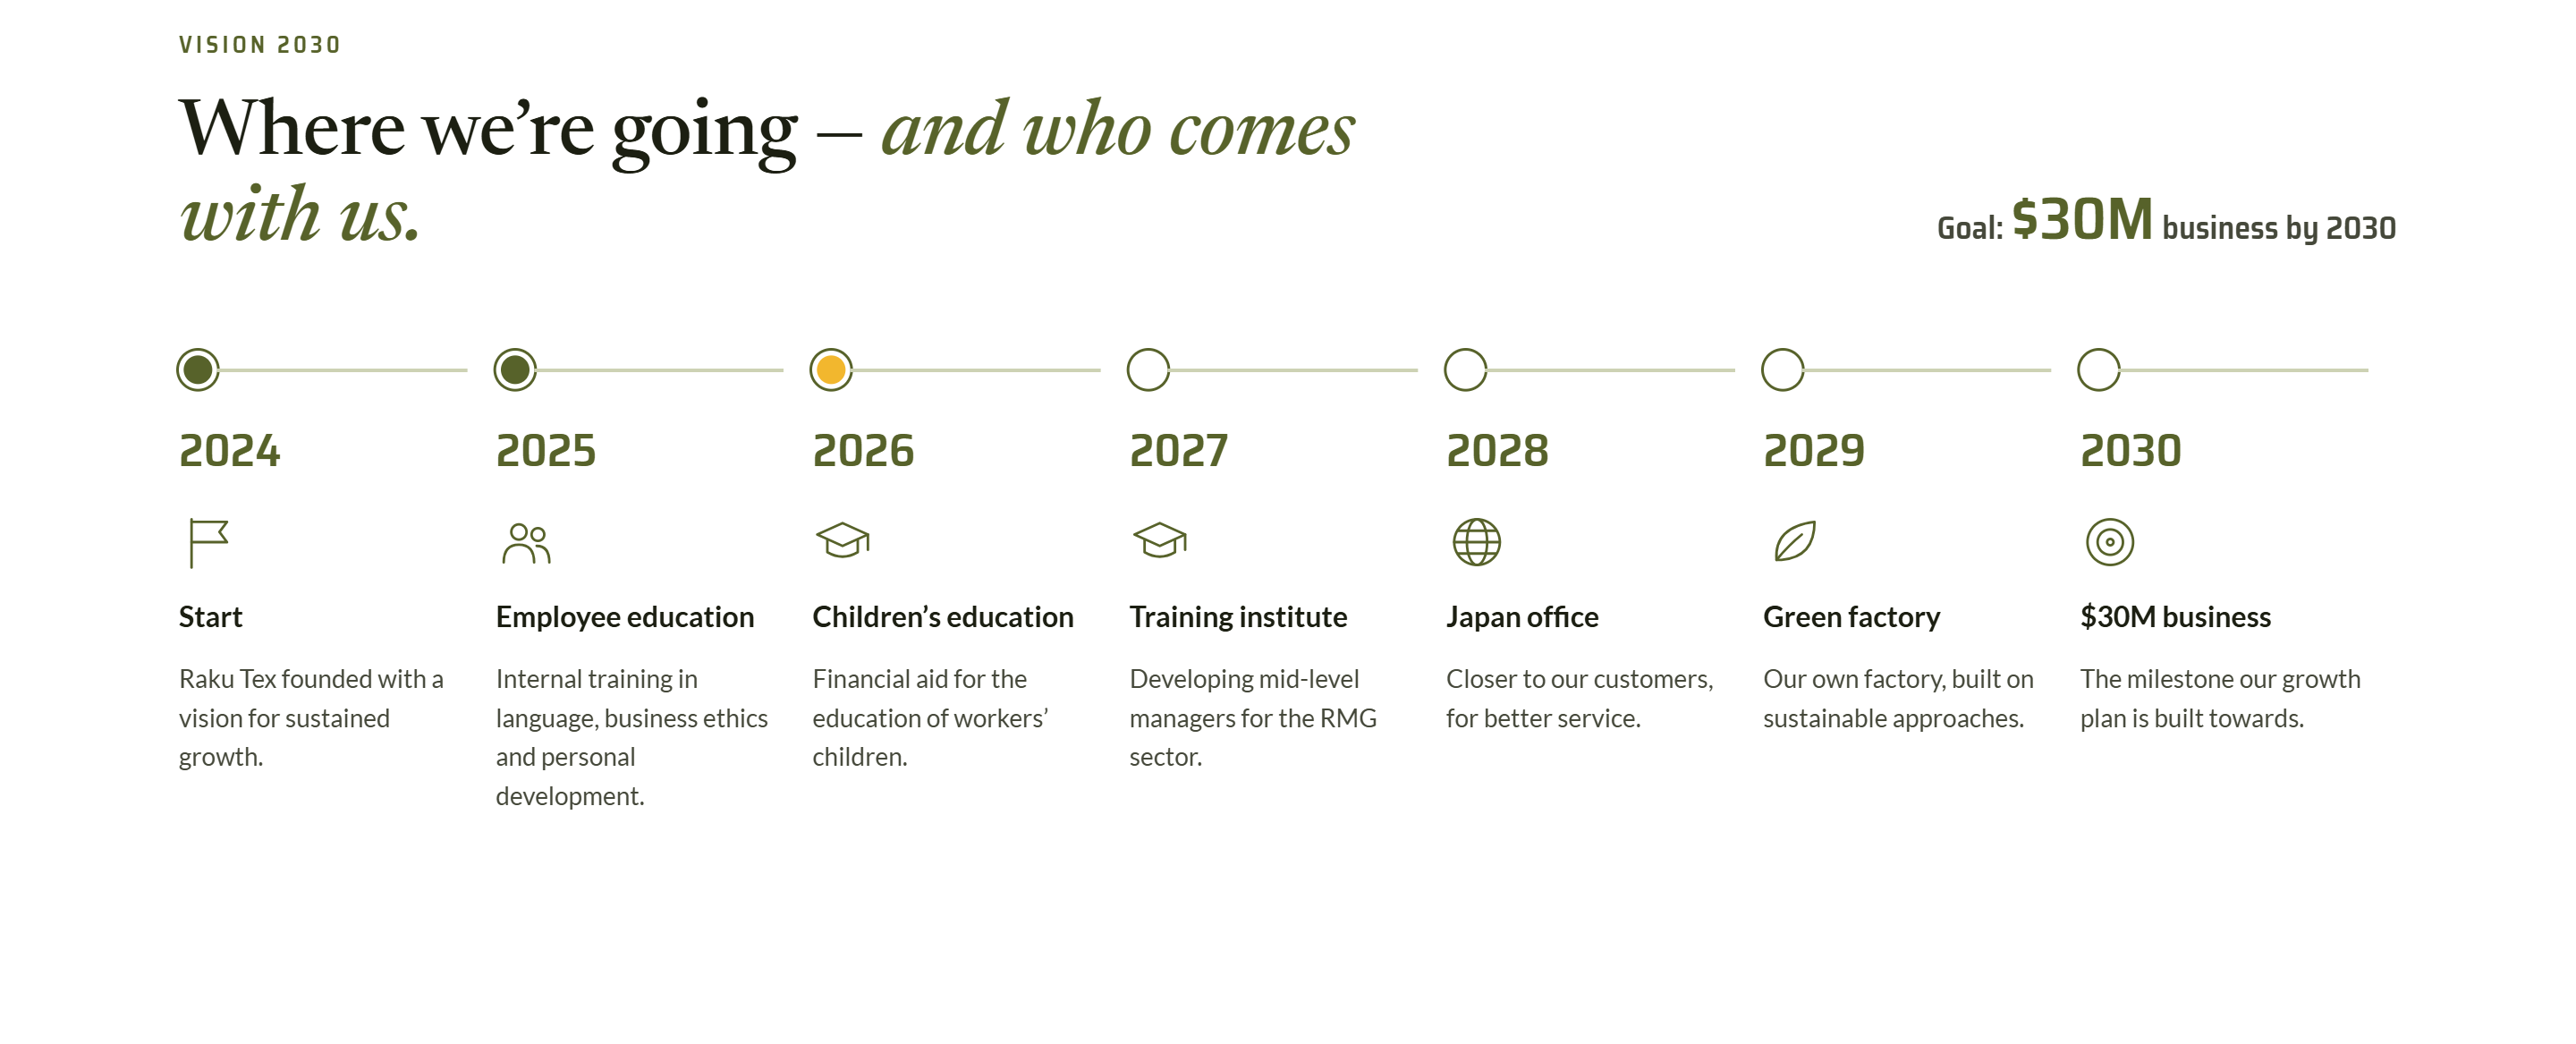 VISION 2030
Where we’re going – and who comes
with us.
Goal: $30M business by 2030
2024
2025
2026
2027
2028
2029
2030
Start
Employee education
Children’s education
Training institute
Japan office
Green factory
$30M business
Raku Tex founded with a
vision for sustained
growth.
Internal training in
language, business ethics
and personal
development.
Financial aid for the
education of workers’
children.
Developing mid-level
managers for the RMG
sector.
Closer to our customers,
for better service.
Our own factory, built on
sustainable approaches.
The milestone our growth
plan is built towards.